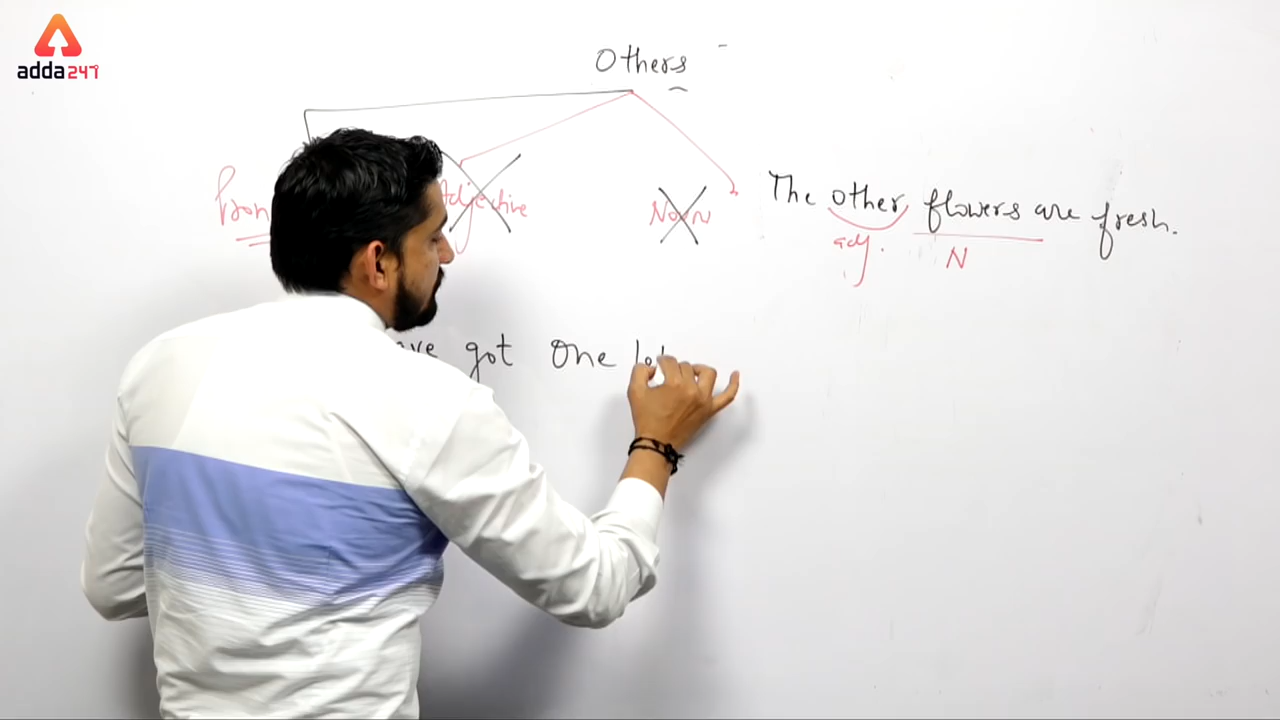 adda247
Others
Adjective
Noun
The other flowers are fresh.
adj.
N
got One